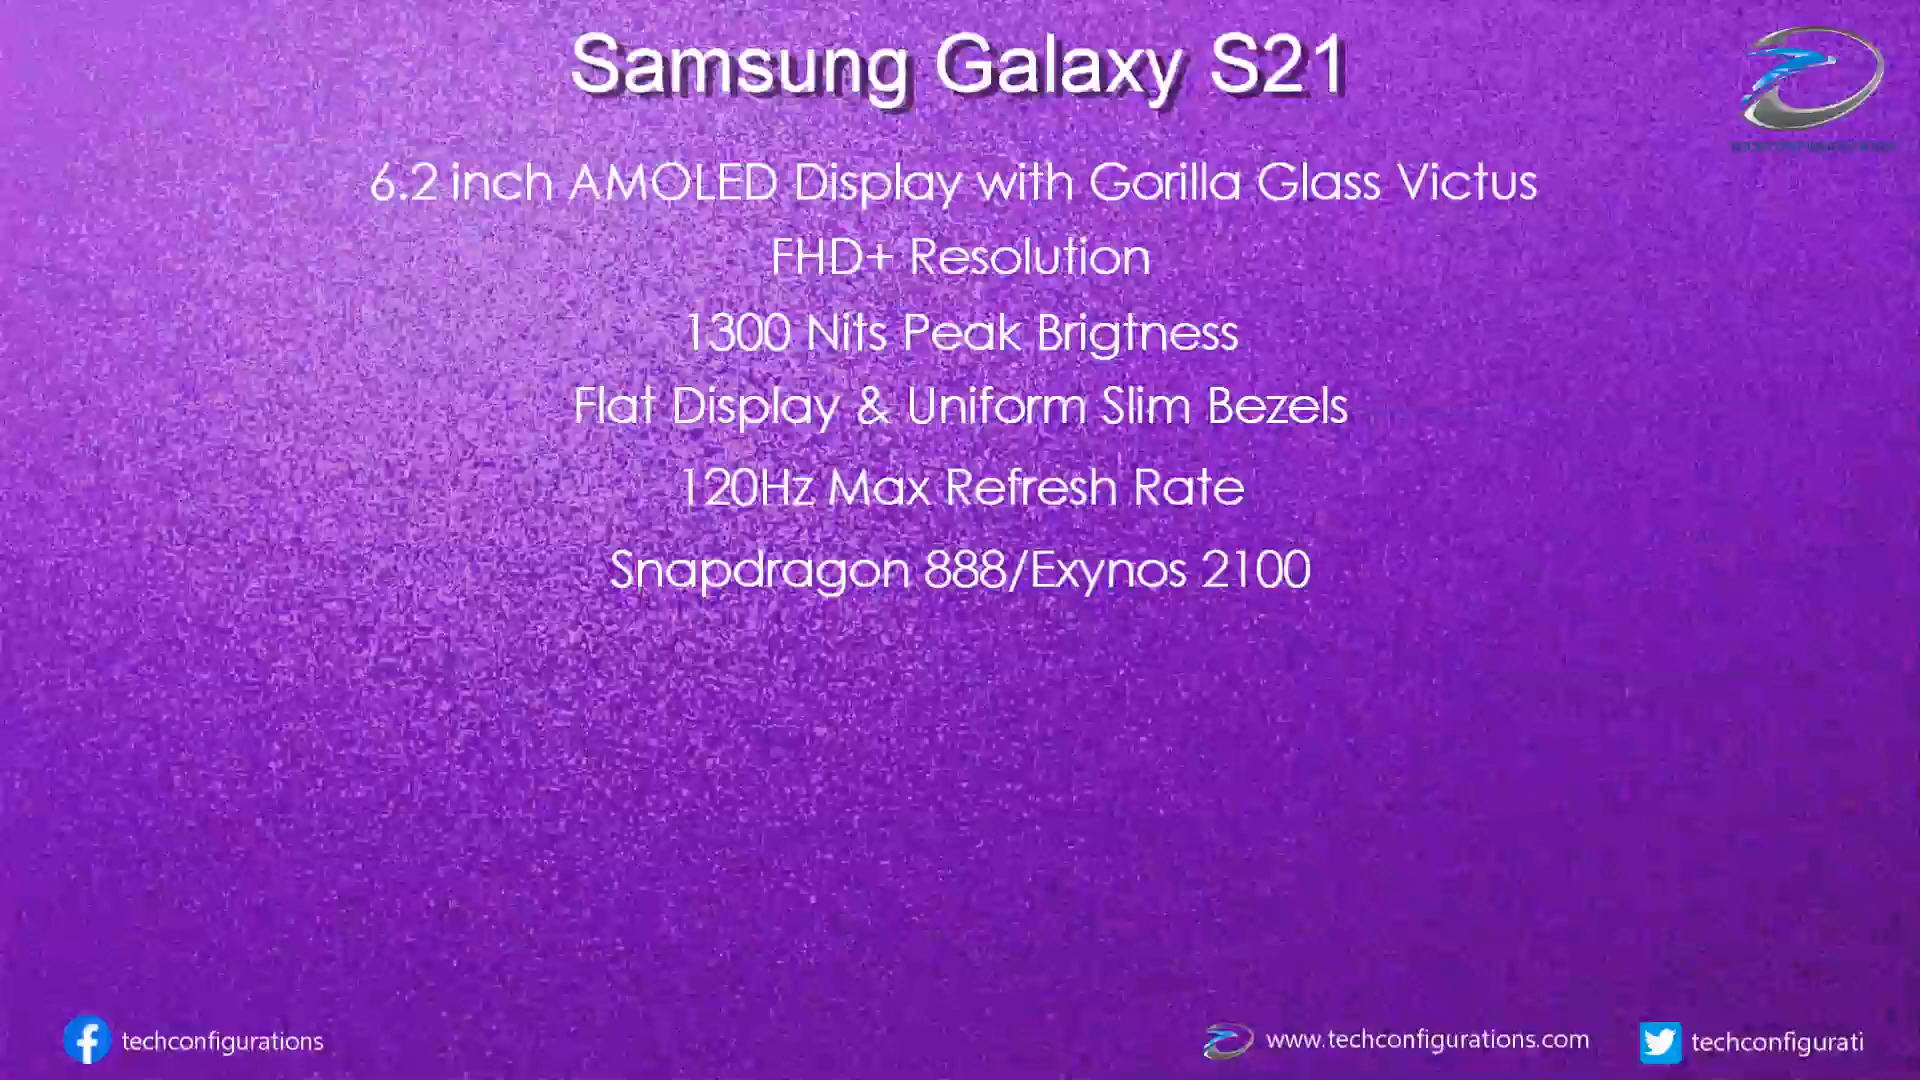 Samsung Galaxy S21
TECHCONFIGURATIONS
6.2 inch AMOLED Display with Gorilla Glass Victus
FHD+ Resolution
1300 Nits Peak Brigtness
Flat Display & Uniform Slim Bezels
120Hz Max Refresh Rate
Snapdragon 888/Exynos 2100
techconfigurations
www.techconfigurations.com
techconfigurati